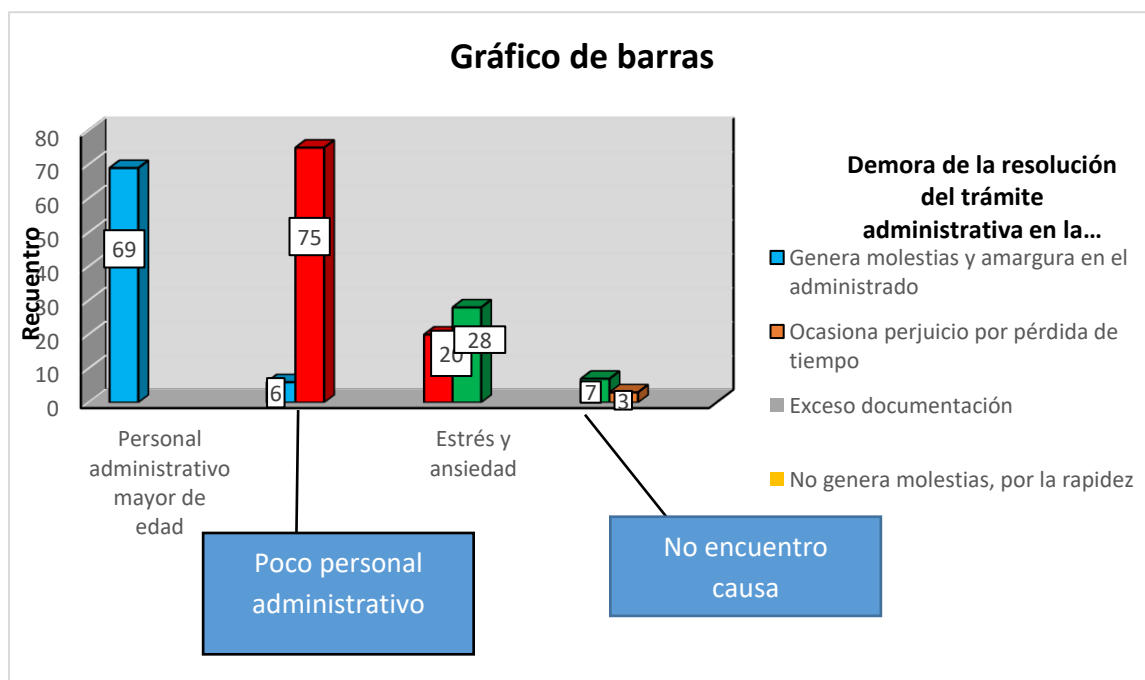 Gráfico de barras
80
70
60
50
40
30
20
10
0
Recuento
69
6
75
20
28
7
3
Personal
administrativo
mayor de
edad
Estrés y
ansiedad
Poco personal
administrativo
No encuentro
causa
Demora de la resolución
del trámite
administrativa en la...
Genera molestias y amargura en el
administrado
Ocasiona perjuicio por pérdida de
tiempo
Exceso documentación
No genera molestias, por la rapidez